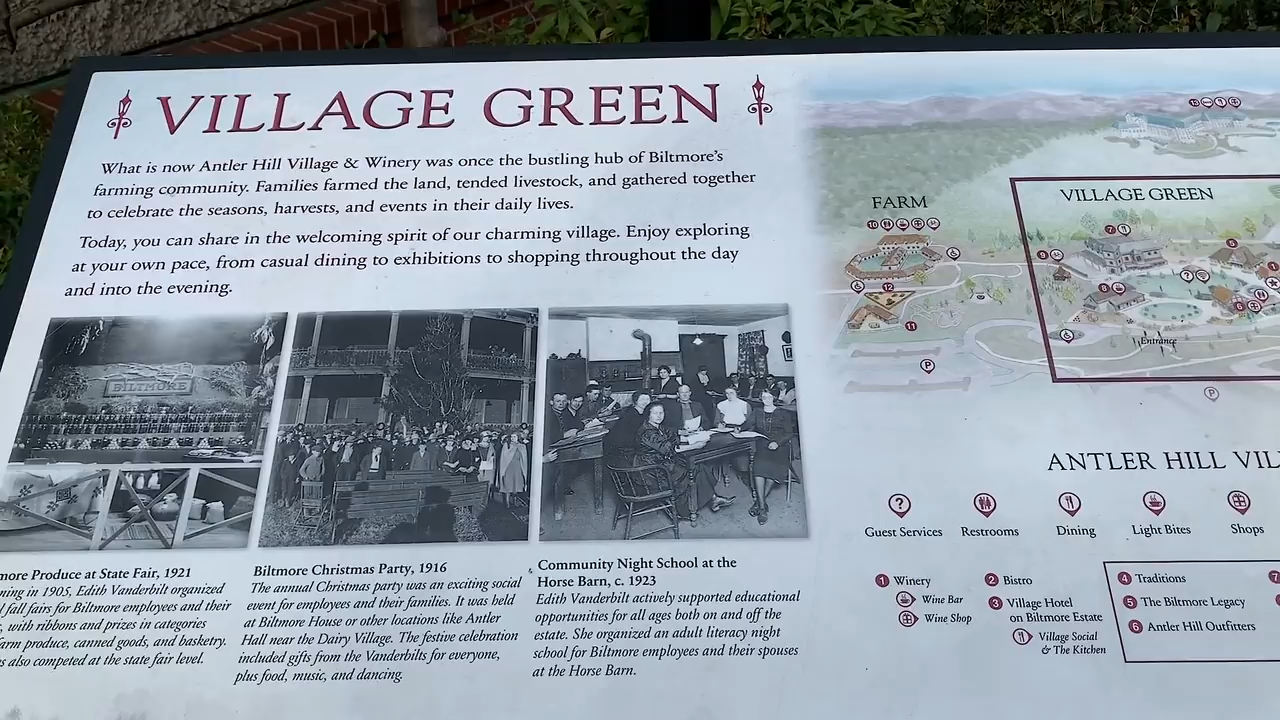 VILLAGE GREEN
What is now Antler Hill Village & Winery was once the bustling hub of Biltmore's
farming community. Families farmed the land, tended livestock, and gathered together
to celebrate the seasons, harvests, and events in their daily lives.
Today, you can share in the welcoming spirit of our charming village. Enjoy exploring
at your own pace, from casual dining to exhibitions to shopping throughout the day
and into the evening.
BILTMORE
more Produce at State Fair, 1921
ning in 1905, Edith Vanderbilt organized
fall fairs for Biltmore employees and their
, with ribbons and prizes in categories
arm produce, canned goods, and basketry.
s also competed at the state fair level.
Biltmore Christmas Party, 1916
The annual Christmas party was an exciting social
event for employees and their families. It was held
at Biltmore House or other locations like Antler
Hall near the Dairy Village. The festive celebration
included gifts from the Vanderbilts for everyone,
plus food, music, and dancing.
Community Night School at the
Horse Barn, c. 1923
Edith Vanderbilt actively supported educational
opportunities for all ages both on and off the
estate. She organized an adult literacy night
school for Biltmore employees and their spouses
at the Horse Barn.
FARM
10
12
11
P
VILLAGE GREEN
7
9
5
8
6
1
Entrance
P
ANTLER HILL VIL
? Guest Services
Restrooms
Dining
Light Bites
Shops
1 Winery
Wine Bar
Wine Shop
2 Bistro
3 Village Hotel
on Biltmore Estate
Village Social
& The Kitchen
4 Traditions
5 The Biltmore Legacy
6 Antler Hill Outfitters
7